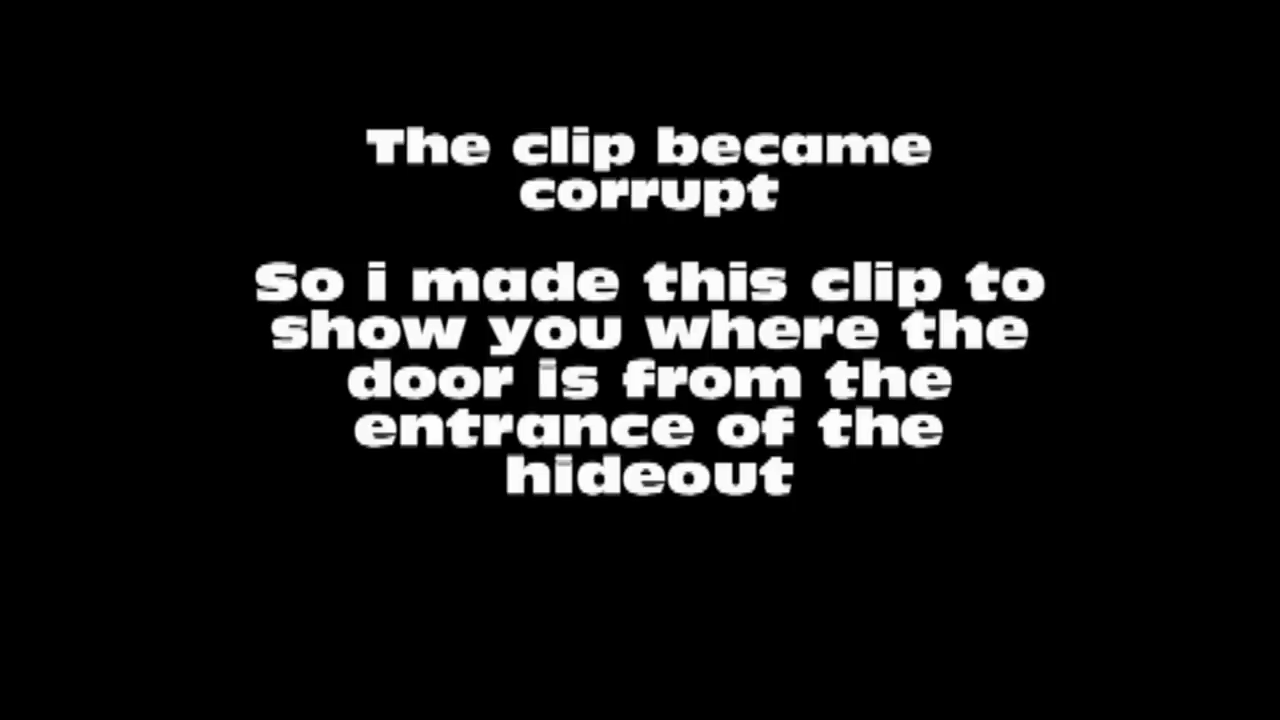 The clip became
corrupt
So i made this clip to
show you where the
door is from the
entrance of the
hideout